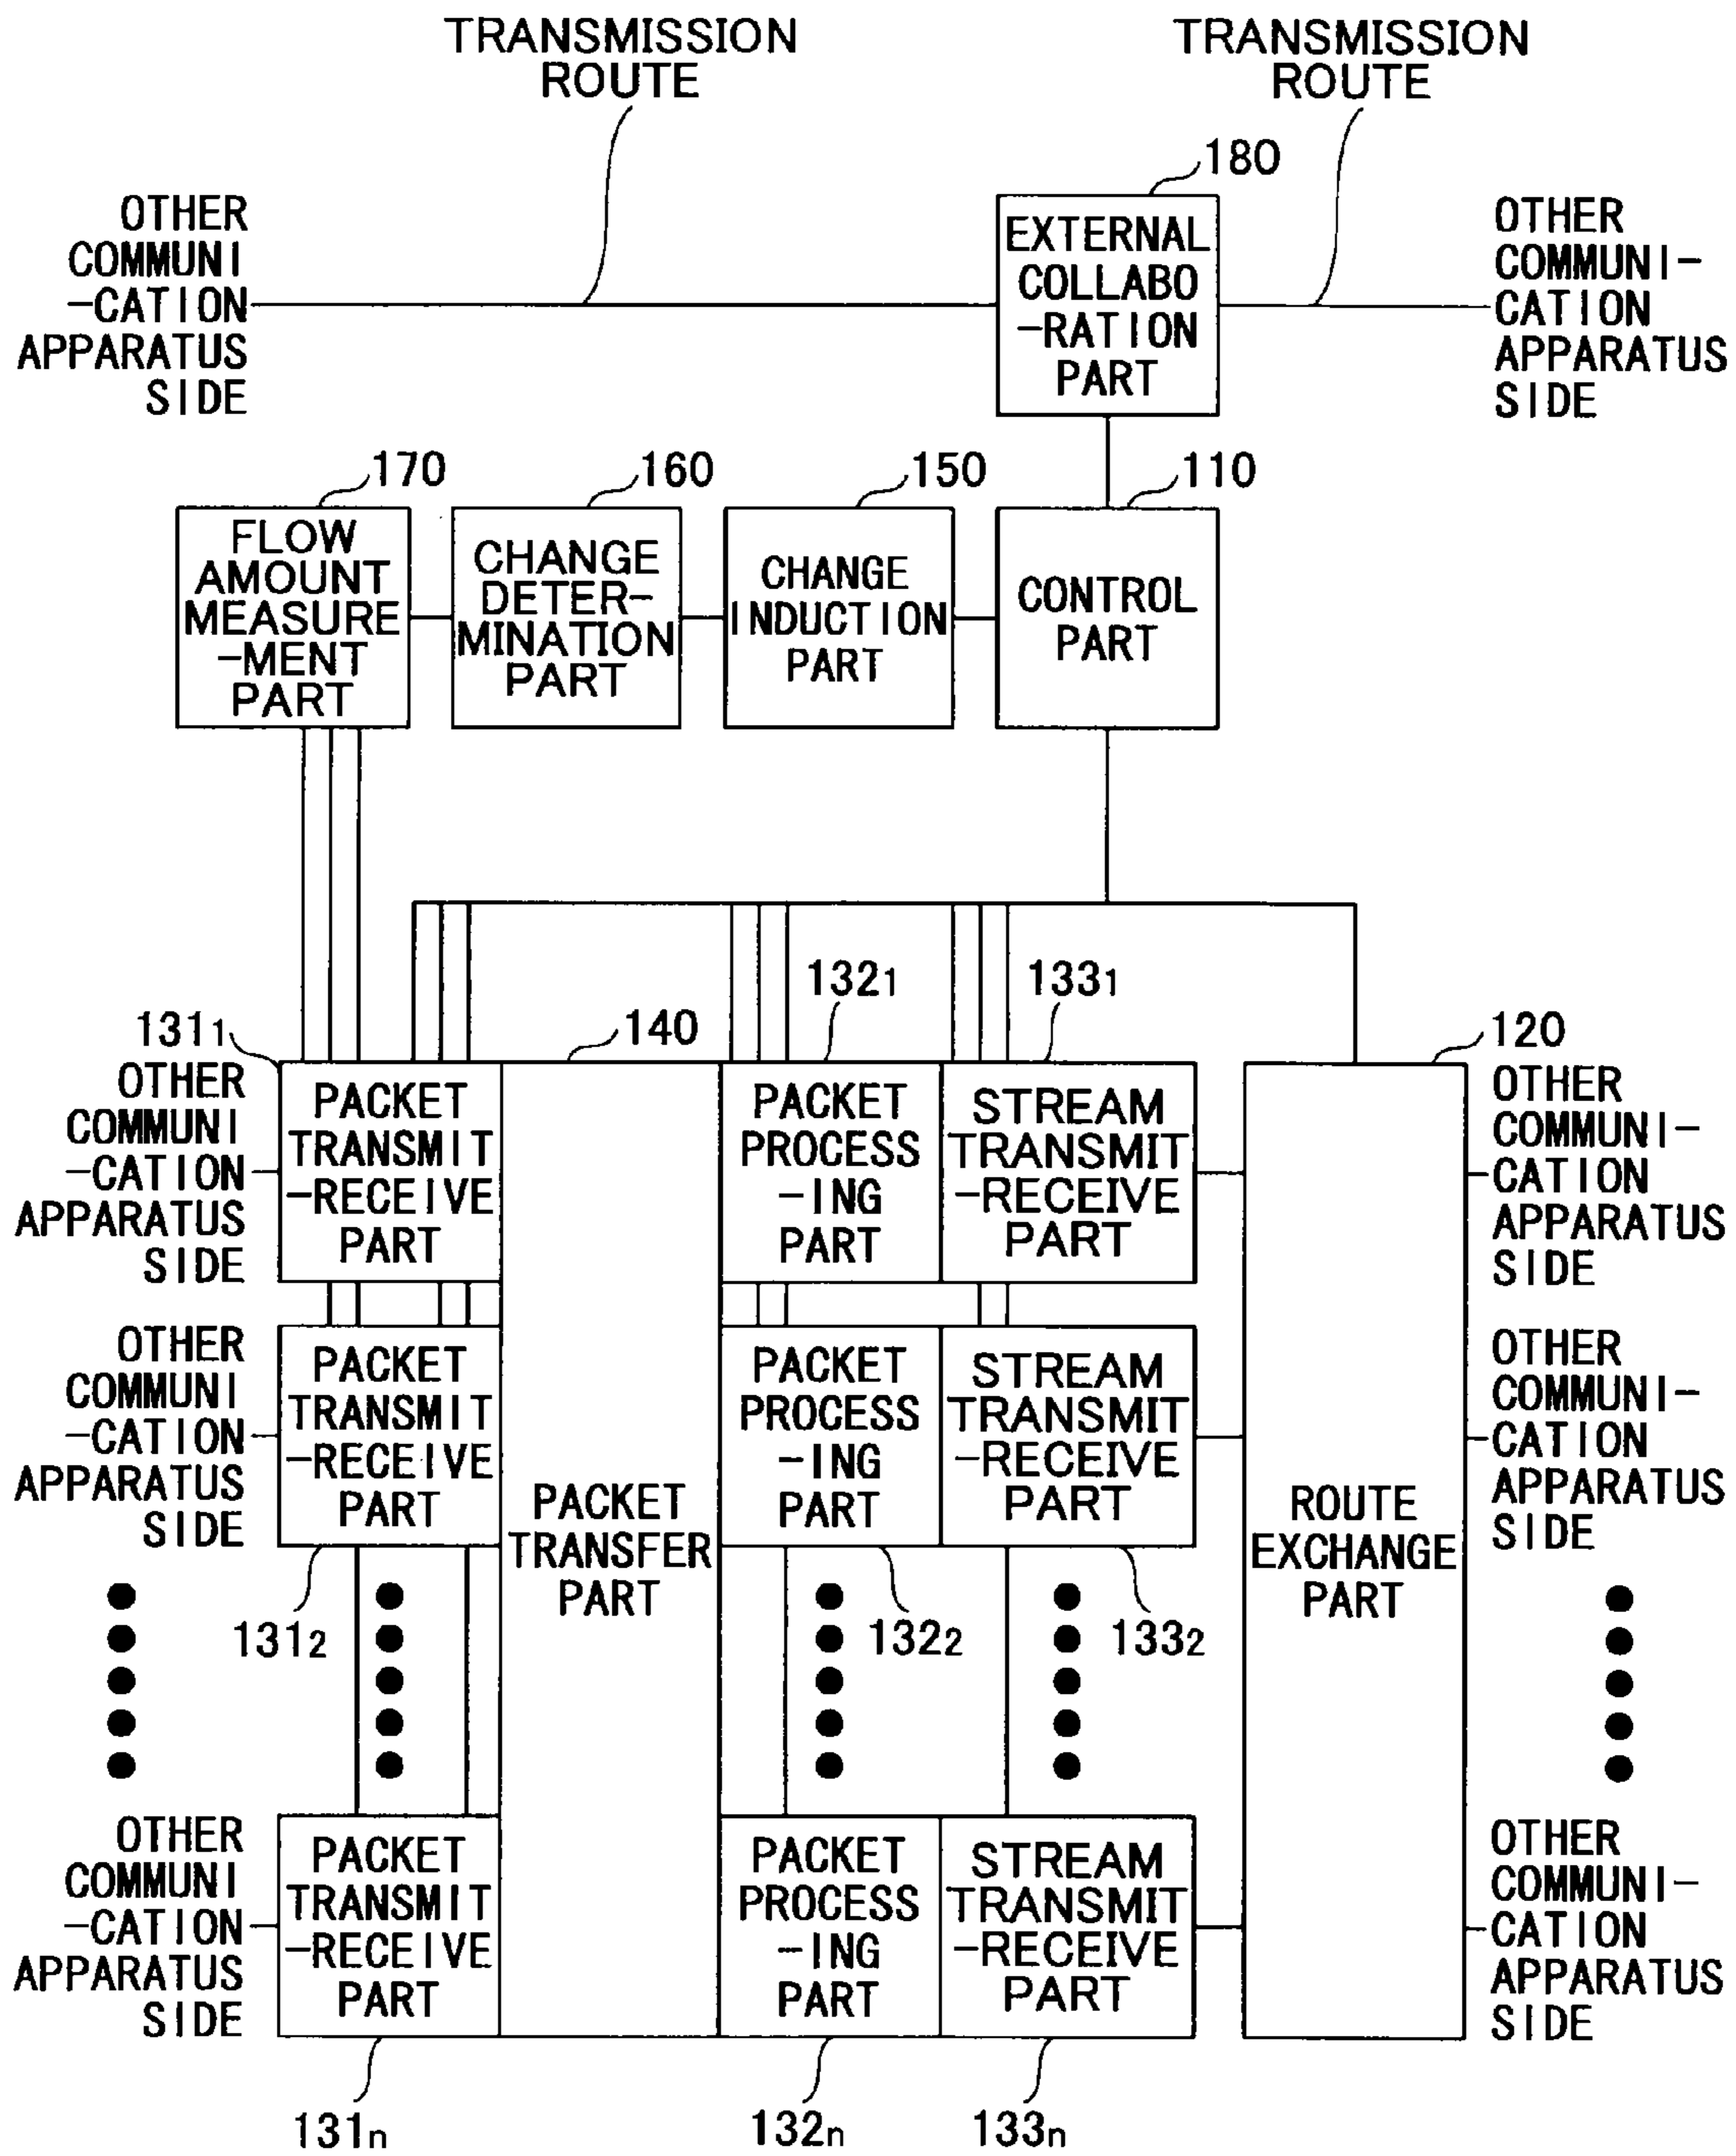 TRANSMISSION
ROUTE
TRANSMISSION
ROUTE
180
OTHER
COMMUNI
-CATION
APPARATUS
SIDE
EXTERNAL
COLLABO
-RATION
PART
OTHER
COMMUNI-
CATION
APPARATUS
SIDE
170
160
150
110
FLOW
AMOUNT
MEASURE
-MENT
PART
CHANGE
DETER-
MINATION
PART
CHANGE
INDUCTION
PART
CONTROL
PART
131₁
140
132₁
133₁
120
OTHER
COMMUNI
-CATION
APPARATUS
SIDE
PACKET
TRANSMIT
-RECEIVE
PART
PACKET
PROCESS
-ING
PART
STREAM
TRANSMIT
-RECEIVE
PART
OTHER
COMMUNI-
CATION
APPARATUS
SIDE
OTHER
COMMUNI
-CATION
APPARATUS
SIDE
PACKET
TRANSMIT
-RECEIVE
PART
PACKET
TRANSFER
PART
PACKET
PROCESS
-ING
PART
STREAM
TRANSMIT
-RECEIVE
PART
ROUTE
EXCHANGE
PART
OTHER
COMMUNI-
CATION
APPARATUS
SIDE
131₂
132₂
133₂
OTHER
COMMUNI
-CATION
APPARATUS
SIDE
PACKET
TRANSMIT
-RECEIVE
PART
PACKET
PROCESS
-ING
PART
STREAM
TRANSMIT
-RECEIVE
PART
OTHER
COMMUNI-
CATION
APPARATUS
SIDE
131ₙ
132ₙ
133ₙ